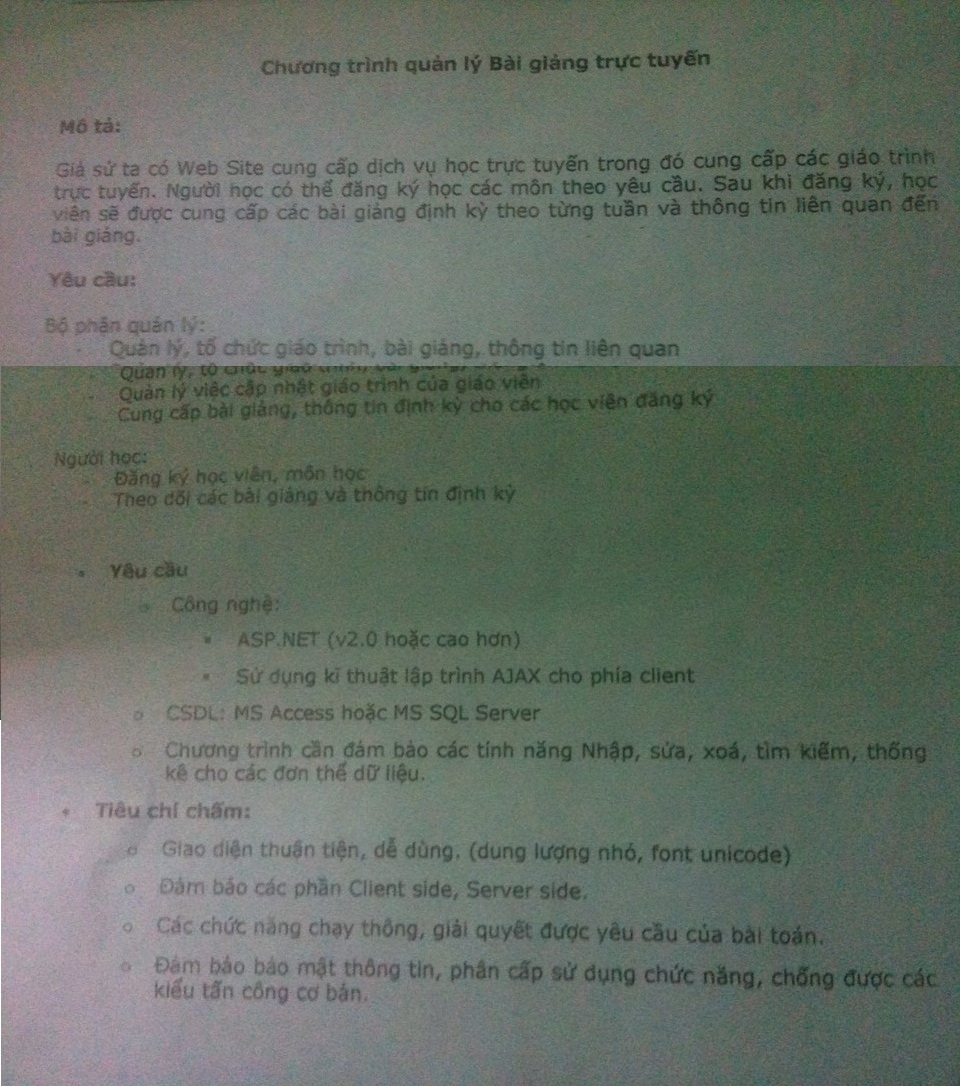 Chương trình quản lý Bài giảng trực tuyến
Mô tả:
Giả sử ta có Web Site cung cấp dịch vụ học trực tuyến trong đó cung cấp các giáo trình
trực tuyến. Người học có thể đăng ký học các môn theo yêu cầu. Sau khi đăng ký, học
viên sẽ được cung cấp các bài giảng định kỳ theo từng tuần và thông tin liên quan đến
bài giảng.
Yêu cầu:
Bộ phận quản lý:
- Quản lý, tổ chức giáo trình, bài giảng, thông tin liên quan
- Quản lý, tổ chức giáo trình, bài giảng,
- Quản lý việc cập nhật giáo trình của giáo viên
- Cung cấp bài giảng, thông tin định kỳ cho các học viên đăng ký
Người học:
- Đăng ký học viên, môn học
- Theo dõi các bài giảng và thông tin định kỳ
• Yêu cầu
o Công nghệ:
▪ ASP.NET (v2.0 hoặc cao hơn)
▪ Sử dụng kĩ thuật lập trình AJAX cho phía client
o CSDL: MS Access hoặc MS SQL Server
o Chương trình cần đảm bảo các tính năng Nhập, sửa, xoá, tìm kiếm, thống
kê cho các đơn thể dữ liệu.
• Tiêu chí chấm:
o Giao diện thuận tiện, dễ dùng. (dung lượng nhỏ, font unicode)
o Đảm bảo các phần Client side, Server side.
o Các chức năng chạy thông, giải quyết được yêu cầu của bài toán.
o Đảm bảo bảo mật thông tin, phân cấp sử dụng chức năng, chống được các
kiểu tấn công cơ bản.